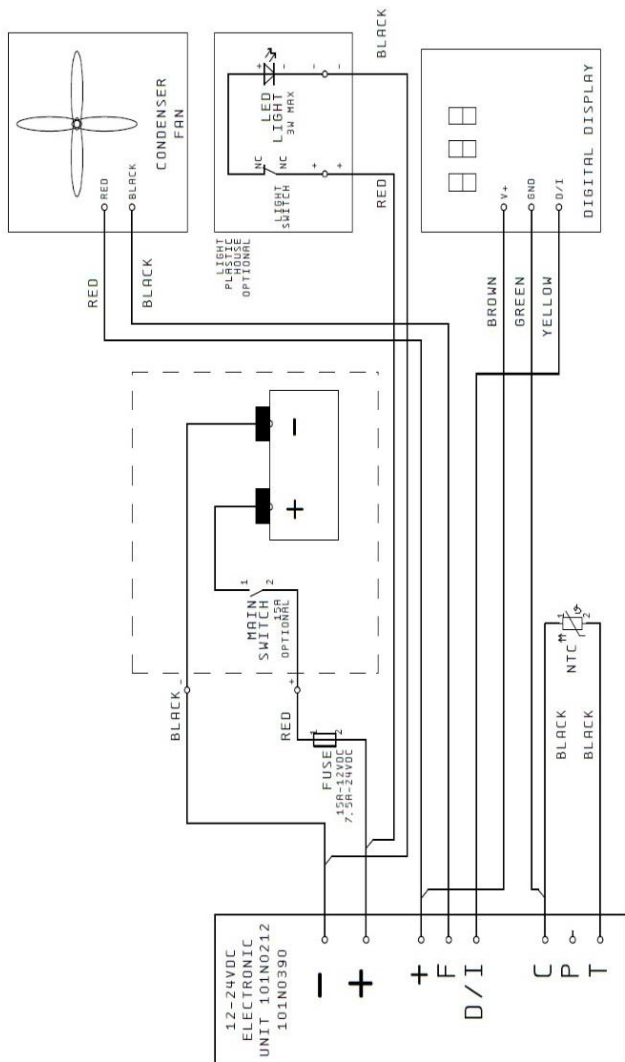 CONDENSER
FAN
RED
BLACK
RED
BLACK
LED
LIGHT
3W MAX
+
-
-
-
NC
NC
+
+
LIGHT
SWITCH
LIGHT
PLASTIC
HOUSE
OPTIONAL
BLACK
RED
DIGITAL DISPLAY
V+
GND
D/I
BROWN
GREEN
YELLOW
-
+
1
2
MAIN
SWITCH
15A
OPTIONAL
BLACK
-
RED
+
1
2
FUSE
15A-12VDC
7.5A-24VDC
1
2
NTC
BLACK
BLACK
12-24VDC
ELECTRONIC
UNIT 101N0212
101N0390
-
+
+
F
D/I
C
P
T